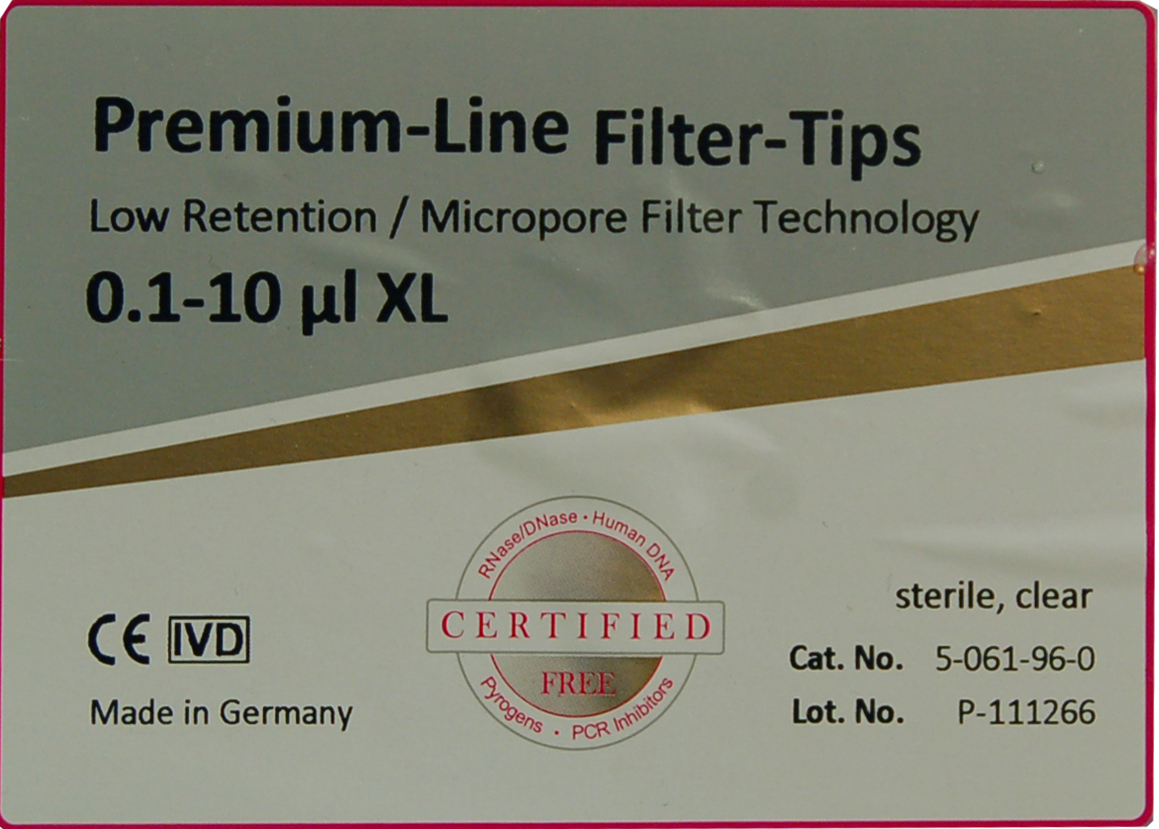 Premium-Line Filter-Tips
Low Retention / Micropore Filter Technology
0.1-10 µl XL
RNase/DNase · Human DNA
CERTIFIED
FREE
Pyrogens · PCR Inhibitors
CE IVD
Made in Germany
sterile, clear
Cat. No. 5-061-96-0
Lot. No. P-111266